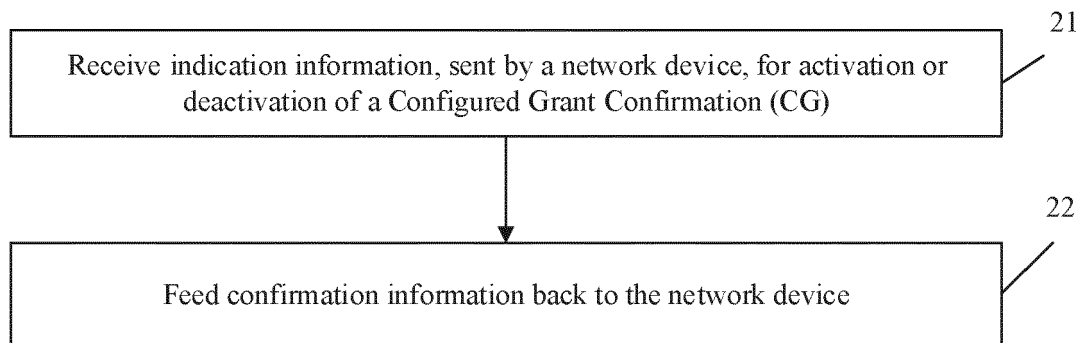 21
Receive indication information, sent by a network device, for activation or
deactivation of a Configured Grant Confirmation (CG)
22
Feed confirmation information back to the network device